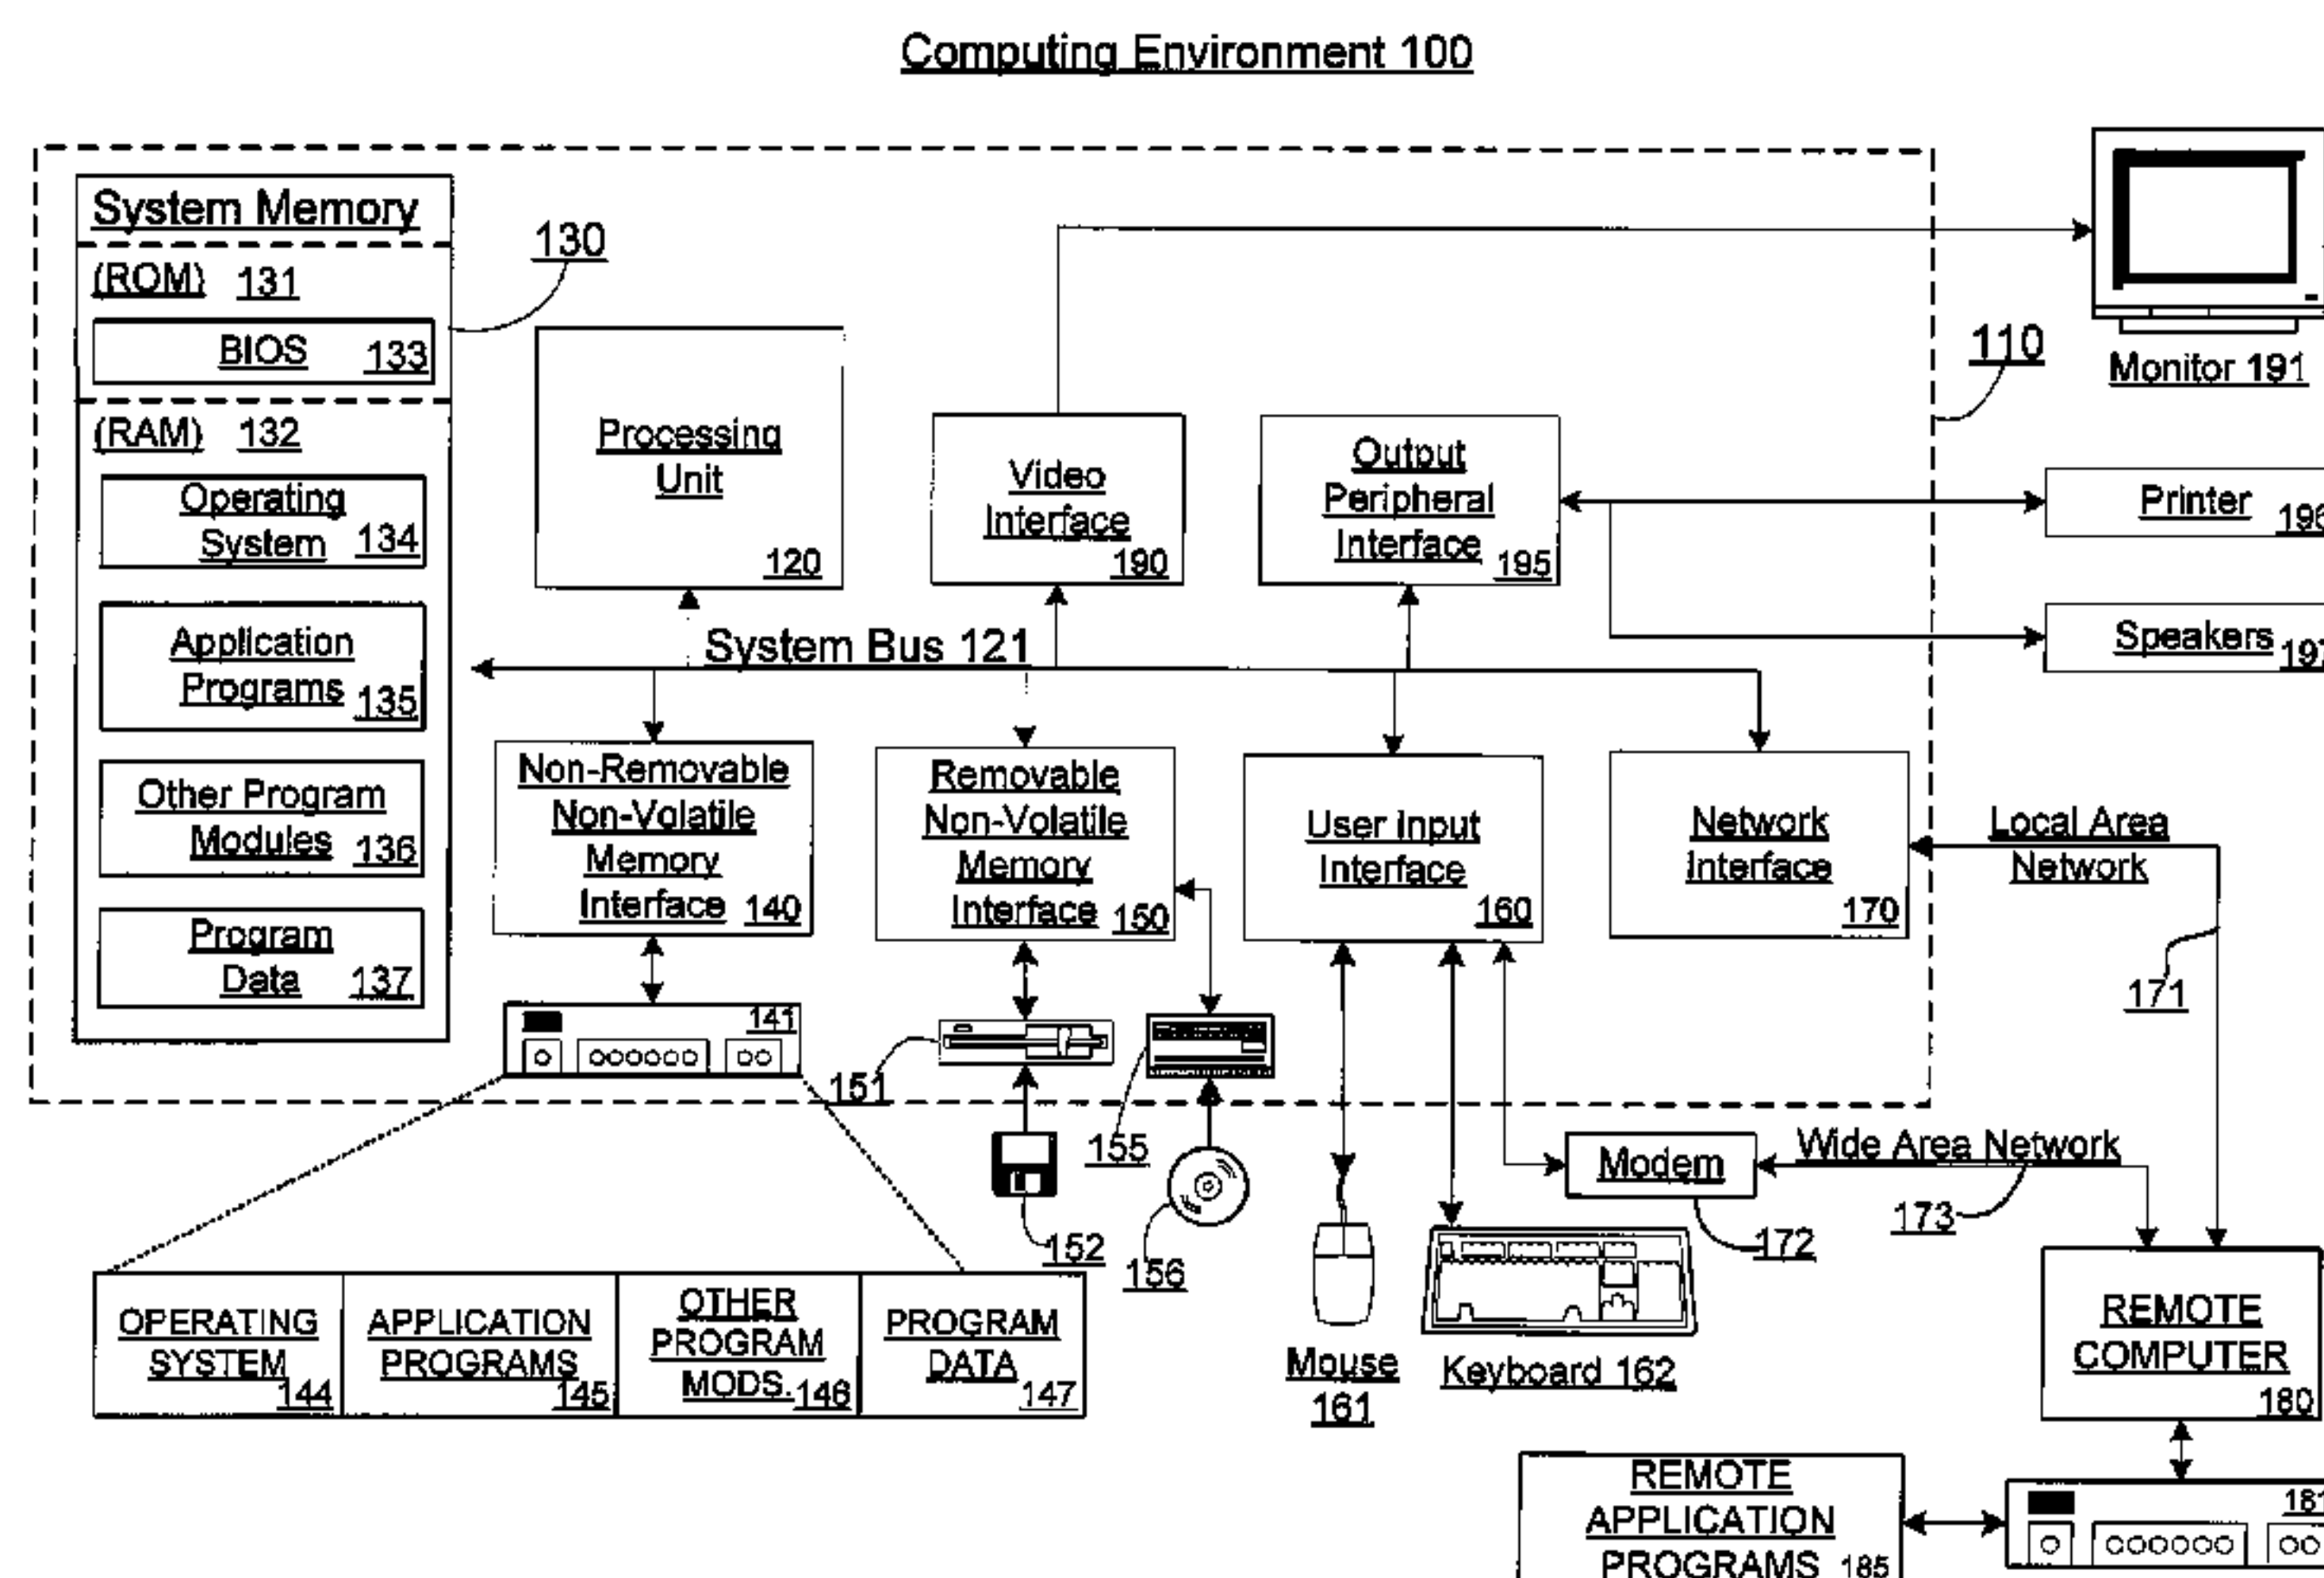 Computing Environment 100
System Memory
130
(ROM) 131
BIOS 133
(RAM) 132
Operating
System 134
Application
Programs 135
Other Program
Modules 136
Program
Data 137
Processing
Unit
120
Video
Interface
190
Output
Peripheral
Interface 195
Monitor 191
110
Printer 196
Speakers 197
System Bus 121
Non-Removable
Non-Volatile
Memory
Interface 140
Removable
Non-Volatile
Memory
Interface 150
User Input
Interface
160
Network
Interface
170
Local Area
Network
171
141
151
155
152
156
Modem
172
Wide Area Network
173
Mouse
161
Keyboard 162
OPERATING
SYSTEM 144
APPLICATION
PROGRAMS 145
OTHER
PROGRAM
MODS. 146
PROGRAM
DATA 147
REMOTE
COMPUTER
180
181
REMOTE
APPLICATION
PROGRAMS 185